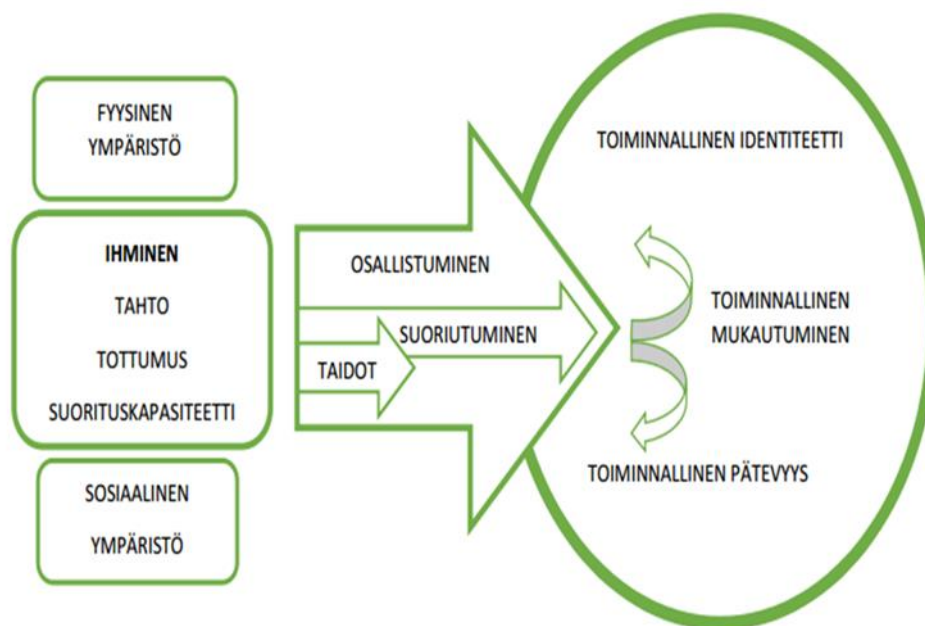 FYYSINEN
YMPÄRISTÖ
IHMINEN
TAHTO
TOTTUMUS
SUORITUSKAPASITEETTI
SOSIAALINEN
YMPÄRISTÖ
OSALLISTUMINEN
SUORIUTUMINEN
TAIDOT
TOIMINNALLINEN IDENTITEETTI
TOIMINNALLINEN
MUKAUTUMINEN
TOIMINNALLINEN PÄTEVYYS